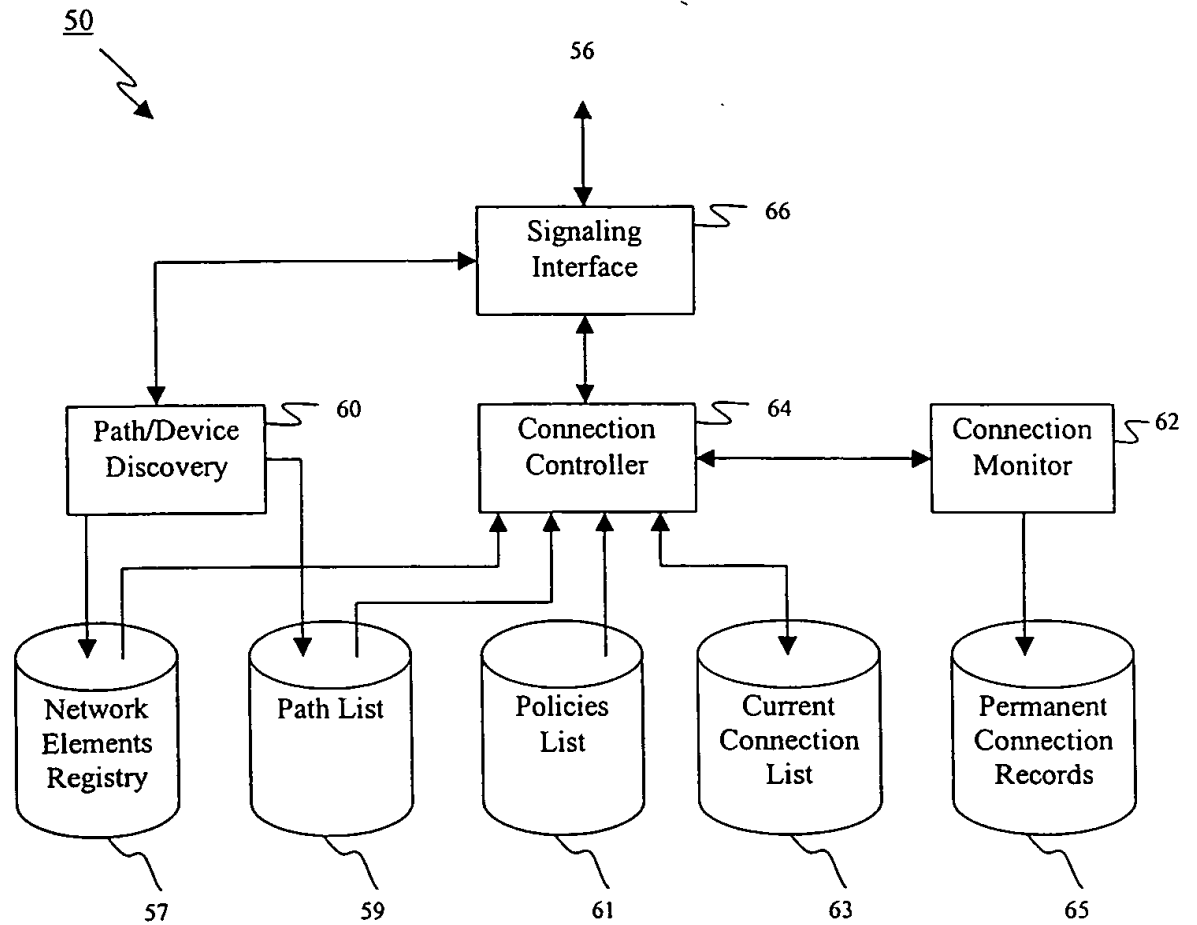 50
56
Signaling
Interface
66
Path/Device
Discovery
60
Connection
Controller
64
Connection
Monitor
62
Network
Elements
Registry
Path List
Policies
List
Current
Connection
List
Permanent
Connection
Records
57
59
61
63
65